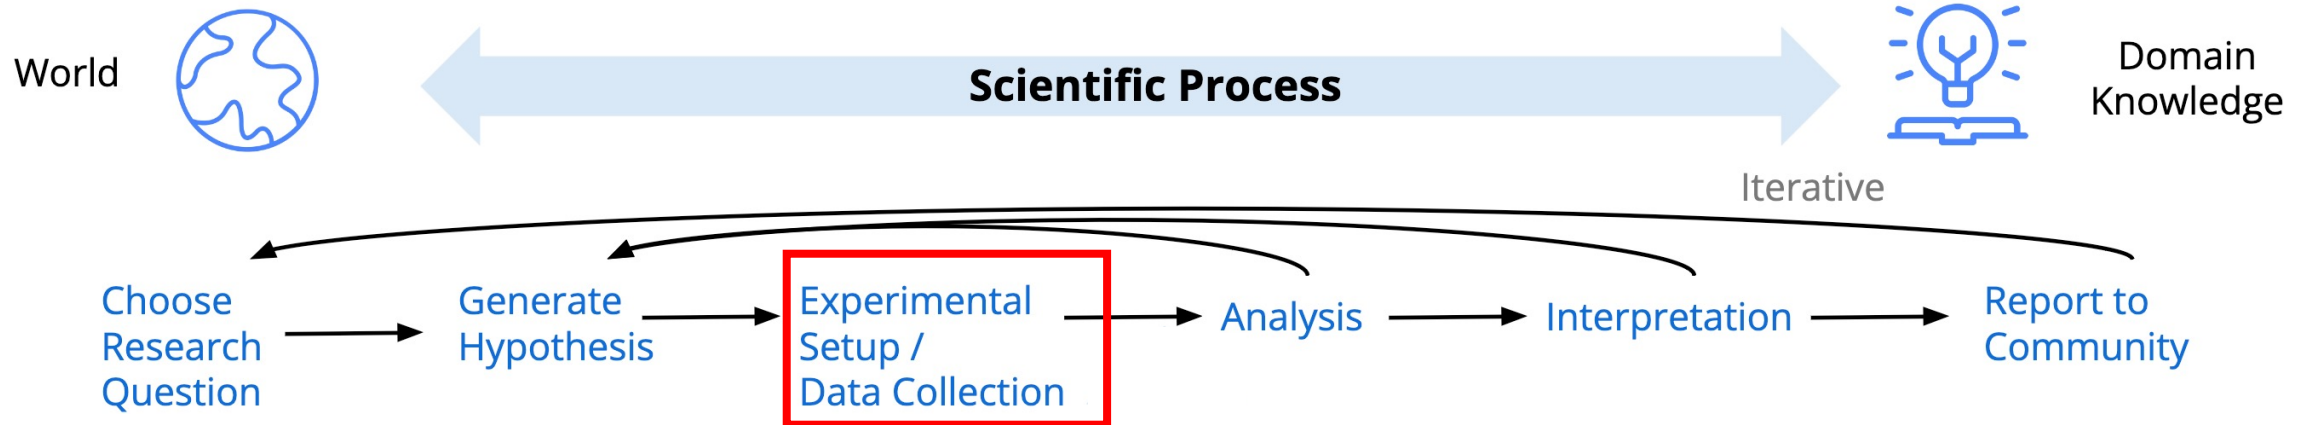 World
Scientific Process
Domain
Knowledge
Iterative
Choose
Research
Question
Generate
Hypothesis
Experimental
Setup /
Data Collection
Analysis
Interpretation
Report to
Community